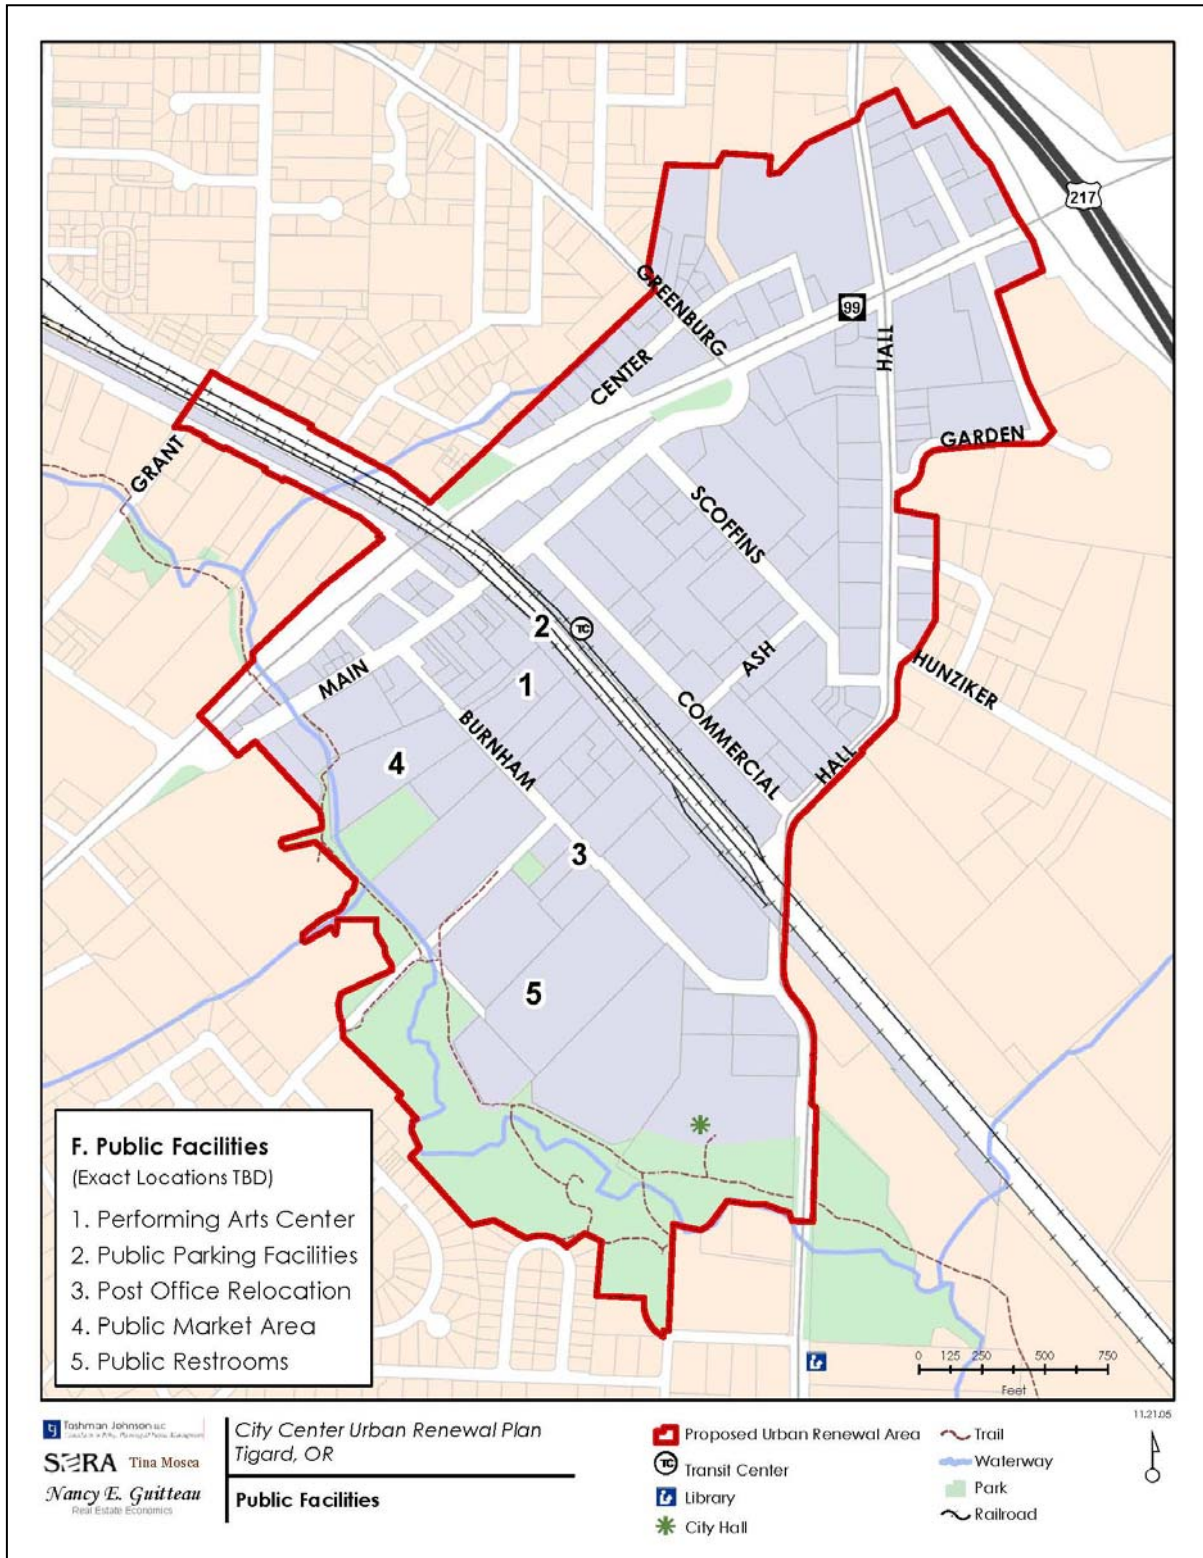 217
GREENBURG
99
CENTER
HALL
GARDEN
GRANT
SCOFFINS
2
TC
ASH
HUNZIKER
1
MAIN
COMMERCIAL
BURNHAM
HALL
4
3
5
F. Public Facilities
(Exact Locations TBD)
1. Performing Arts Center
2. Public Parking Facilities
3. Post Office Relocation
4. Public Market Area
5. Public Restrooms
0 125 250 500 750
Feet
11.21.05
tj Tashman Johnson LLC
SERA Tina Mosca
Nancy E. Guitteau
Real Estate Economics
City Center Urban Renewal Plan
Tigard, OR
Public Facilities
Proposed Urban Renewal Area
TC Transit Center
Library
City Hall
Trail
Waterway
Park
Railroad